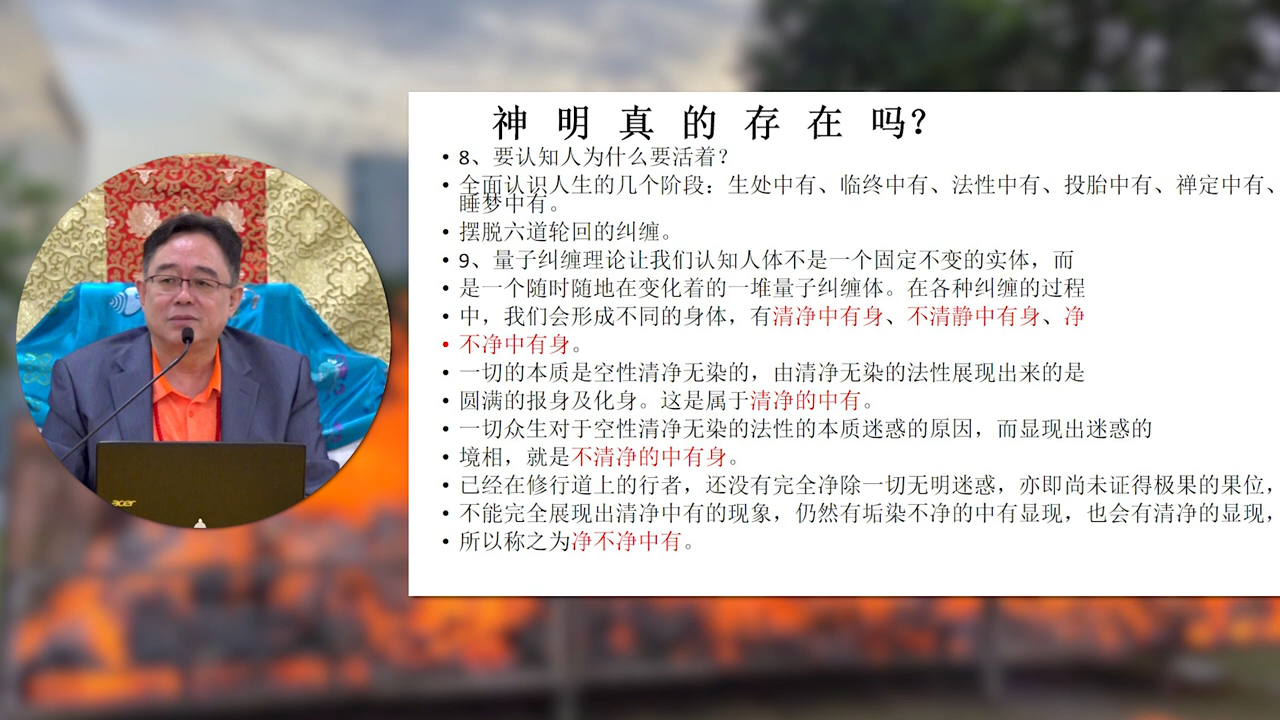 神明真的存在吗？
• 8、要认知人为什么要活着？
• 全面认识人生的几个阶段：生处中有、临终中有、法性中有、投胎中有、禅定中有、
睡梦中有。
• 摆脱六道轮回的纠缠。
• 9、量子纠缠理论让我们认知人体不是一个固定不变的实体，而
• 是一个随时随地在变化着的一堆量子纠缠体。在各种纠缠的过程
• 中，我们会形成不同的身体，有清净中有身、不清静中有身、净
• 不净中有身。
• 一切的本质是空性清净无染的，由清净无染的法性展现出来的是
• 圆满的报身及化身。这是属于清净的中有。
• 一切众生对于空性清净无染的法性的本质迷惑的原因，而显现出迷惑的
• 境相，就是不清净的中有身。
• 已经在修行道上的行者，还没有完全净除一切无明迷惑，亦即尚未证得极果的果位，
• 不能完全展现出清净中有的现象，仍然有垢染不净的中有显现，也会有清净的显现，
• 所以称之为净不净中有。
acer